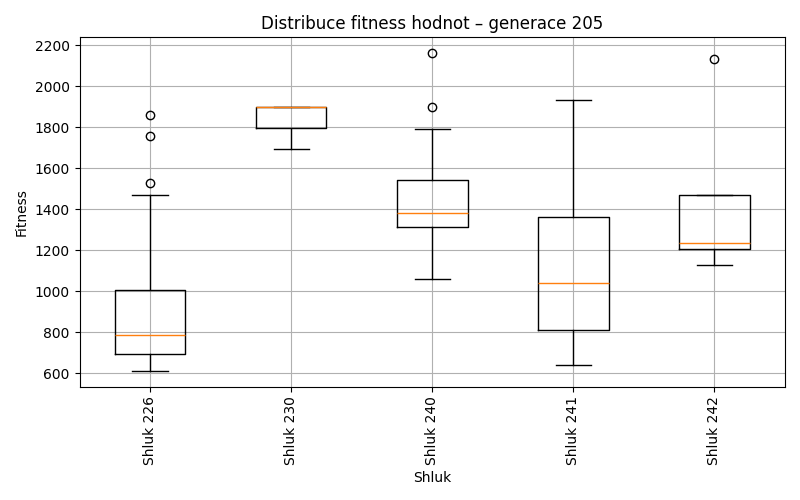 Distribuce fitness hodnot – generace 205
Fitness
2200
2000
1800
1600
1400
1200
1000
800
600
Shluk 226
Shluk 230
Shluk 240
Shluk 241
Shluk 242
Shluk